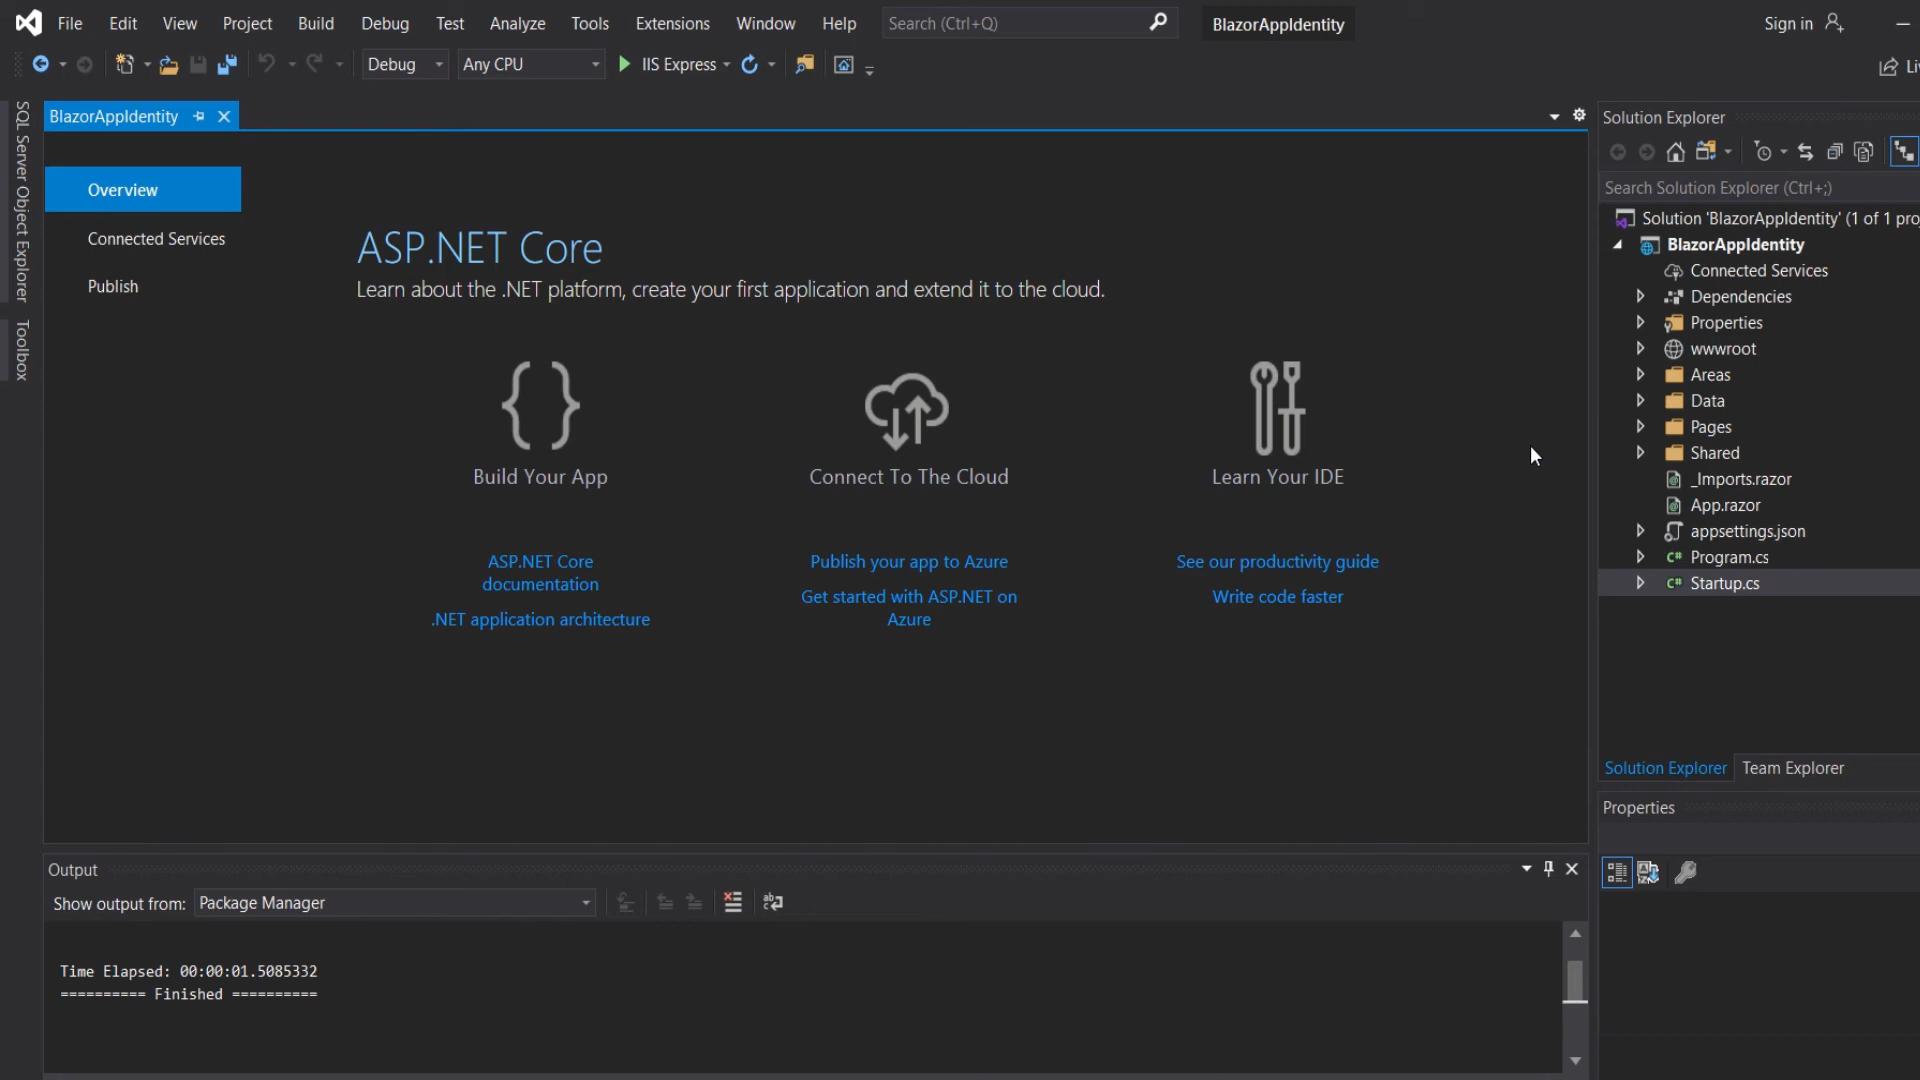 File Edit View Project Build Debug Test Analyze Tools Extensions Window Help Search (Ctrl+Q) BlazorAppIdentity Sign in
Debug Any CPU IIS Express
SQL Server Object Explorer
Toolbox
BlazorAppIdentity
Overview
Connected Services
Publish
ASP.NET Core
Learn about the .NET platform, create your first application and extend it to the cloud.
Build Your App
ASP.NET Core
documentation
.NET application architecture
Connect To The Cloud
Publish your app to Azure
Get started with ASP.NET on
Azure
Learn Your IDE
See our productivity guide
Write code faster
Solution Explorer
Search Solution Explorer (Ctrl+;)
Solution 'BlazorAppIdentity' (1 of 1 pro
BlazorAppIdentity
Connected Services
Dependencies
Properties
wwwroot
Areas
Data
Pages
Shared
_Imports.razor
App.razor
appsettings.json
C# Program.cs
C# Startup.cs
Solution Explorer Team Explorer
Properties
Output
Show output from: Package Manager
Time Elapsed: 00:00:01.5085332
========== Finished ==========